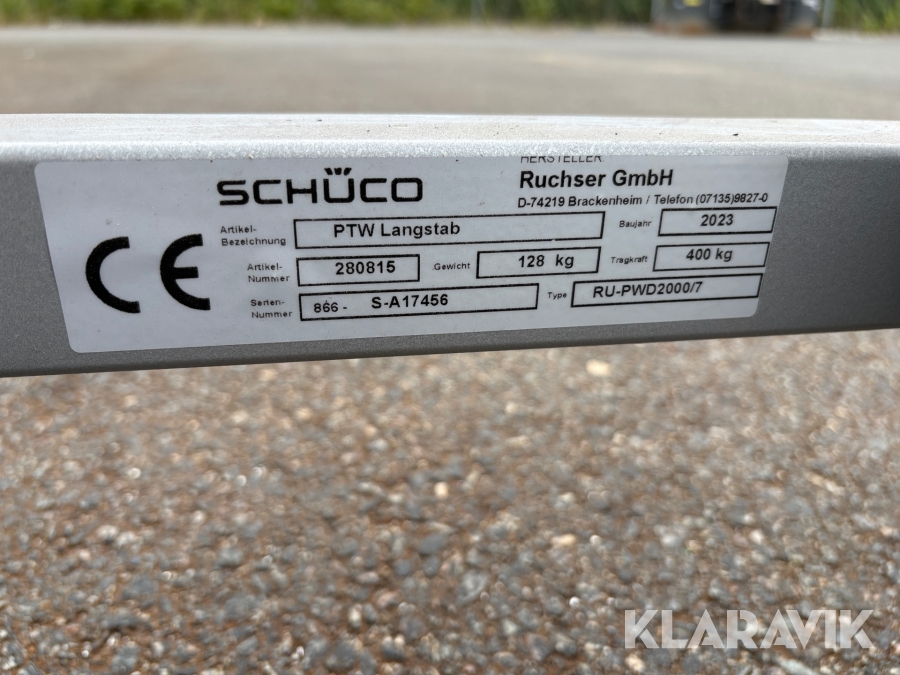 SCHÜCO
HERSTELLER
Ruchser GmbH
D-74219 Brackenheim / Telefon (07135)9827-0
CE
Artikel-Bezeichnung PTW Langstab Baujahr 2023
Artikel-Nummer 280815 Gewicht 128 kg Tragkraft 400 kg
Serien-Nummer 866 - S-A17456 Type RU-PWD2000/7
KLARAVIK